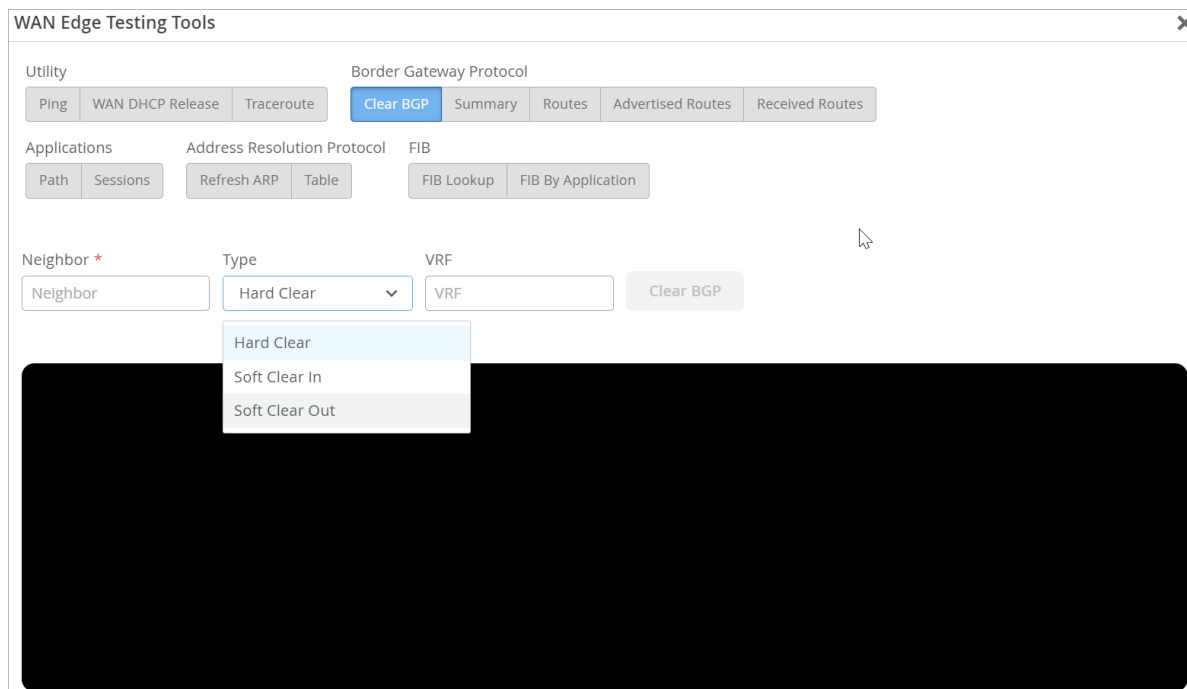 WAN Edge Testing Tools
Utility
Border Gateway Protocol
Ping WAN DHCP Release Traceroute
Clear BGP Summary Routes Advertised Routes Received Routes
Applications
Address Resolution Protocol
FIB
Path Sessions
Refresh ARP Table
FIB Lookup FIB By Application
Neighbor *
Type
VRF
Neighbor
Hard Clear
VRF
Clear BGP
Hard Clear
Soft Clear In
Soft Clear Out